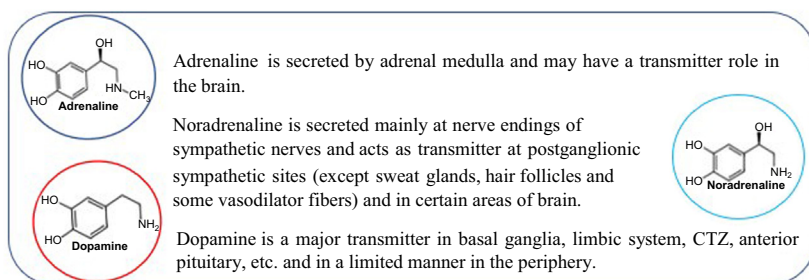 OH
HO
HO
HN
CH3
Adrenaline
Adrenaline is secreted by adrenal medulla and may have a transmitter role in
the brain.
Noradrenaline is secreted mainly at nerve endings of
sympathetic nerves and acts as transmitter at postganglionic
sympathetic sites (except sweat glands, hair follicles and
some vasodilator fibers) and in certain areas of brain.
OH
HO
HO
NH2
Noradrenaline
HO
HO
NH2
Dopamine
Dopamine is a major transmitter in basal ganglia, limbic system, CTZ, anterior
pituitary, etc. and in a limited manner in the periphery.